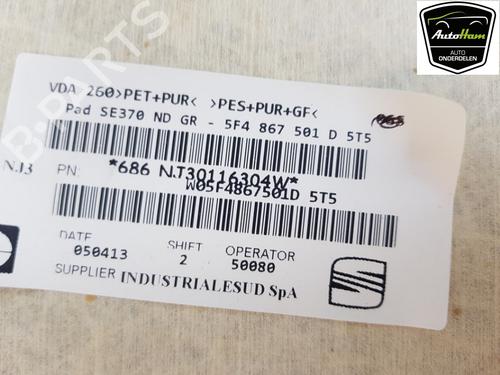 AutoHam
AUTO
ONDERDELEN
VDA >260>PET+PUR< >PES+PUR+GF<
Pad SE370 ND GR - 5F4 867 501 D 5T5
N.13
PN:
*686 N.T30116304W*
W05F4867501D 5T5
DATE SHIFT OPERATOR
050413 2 50080
SUPPLIER INDUSTRIALESUD SpA
B-PARTS